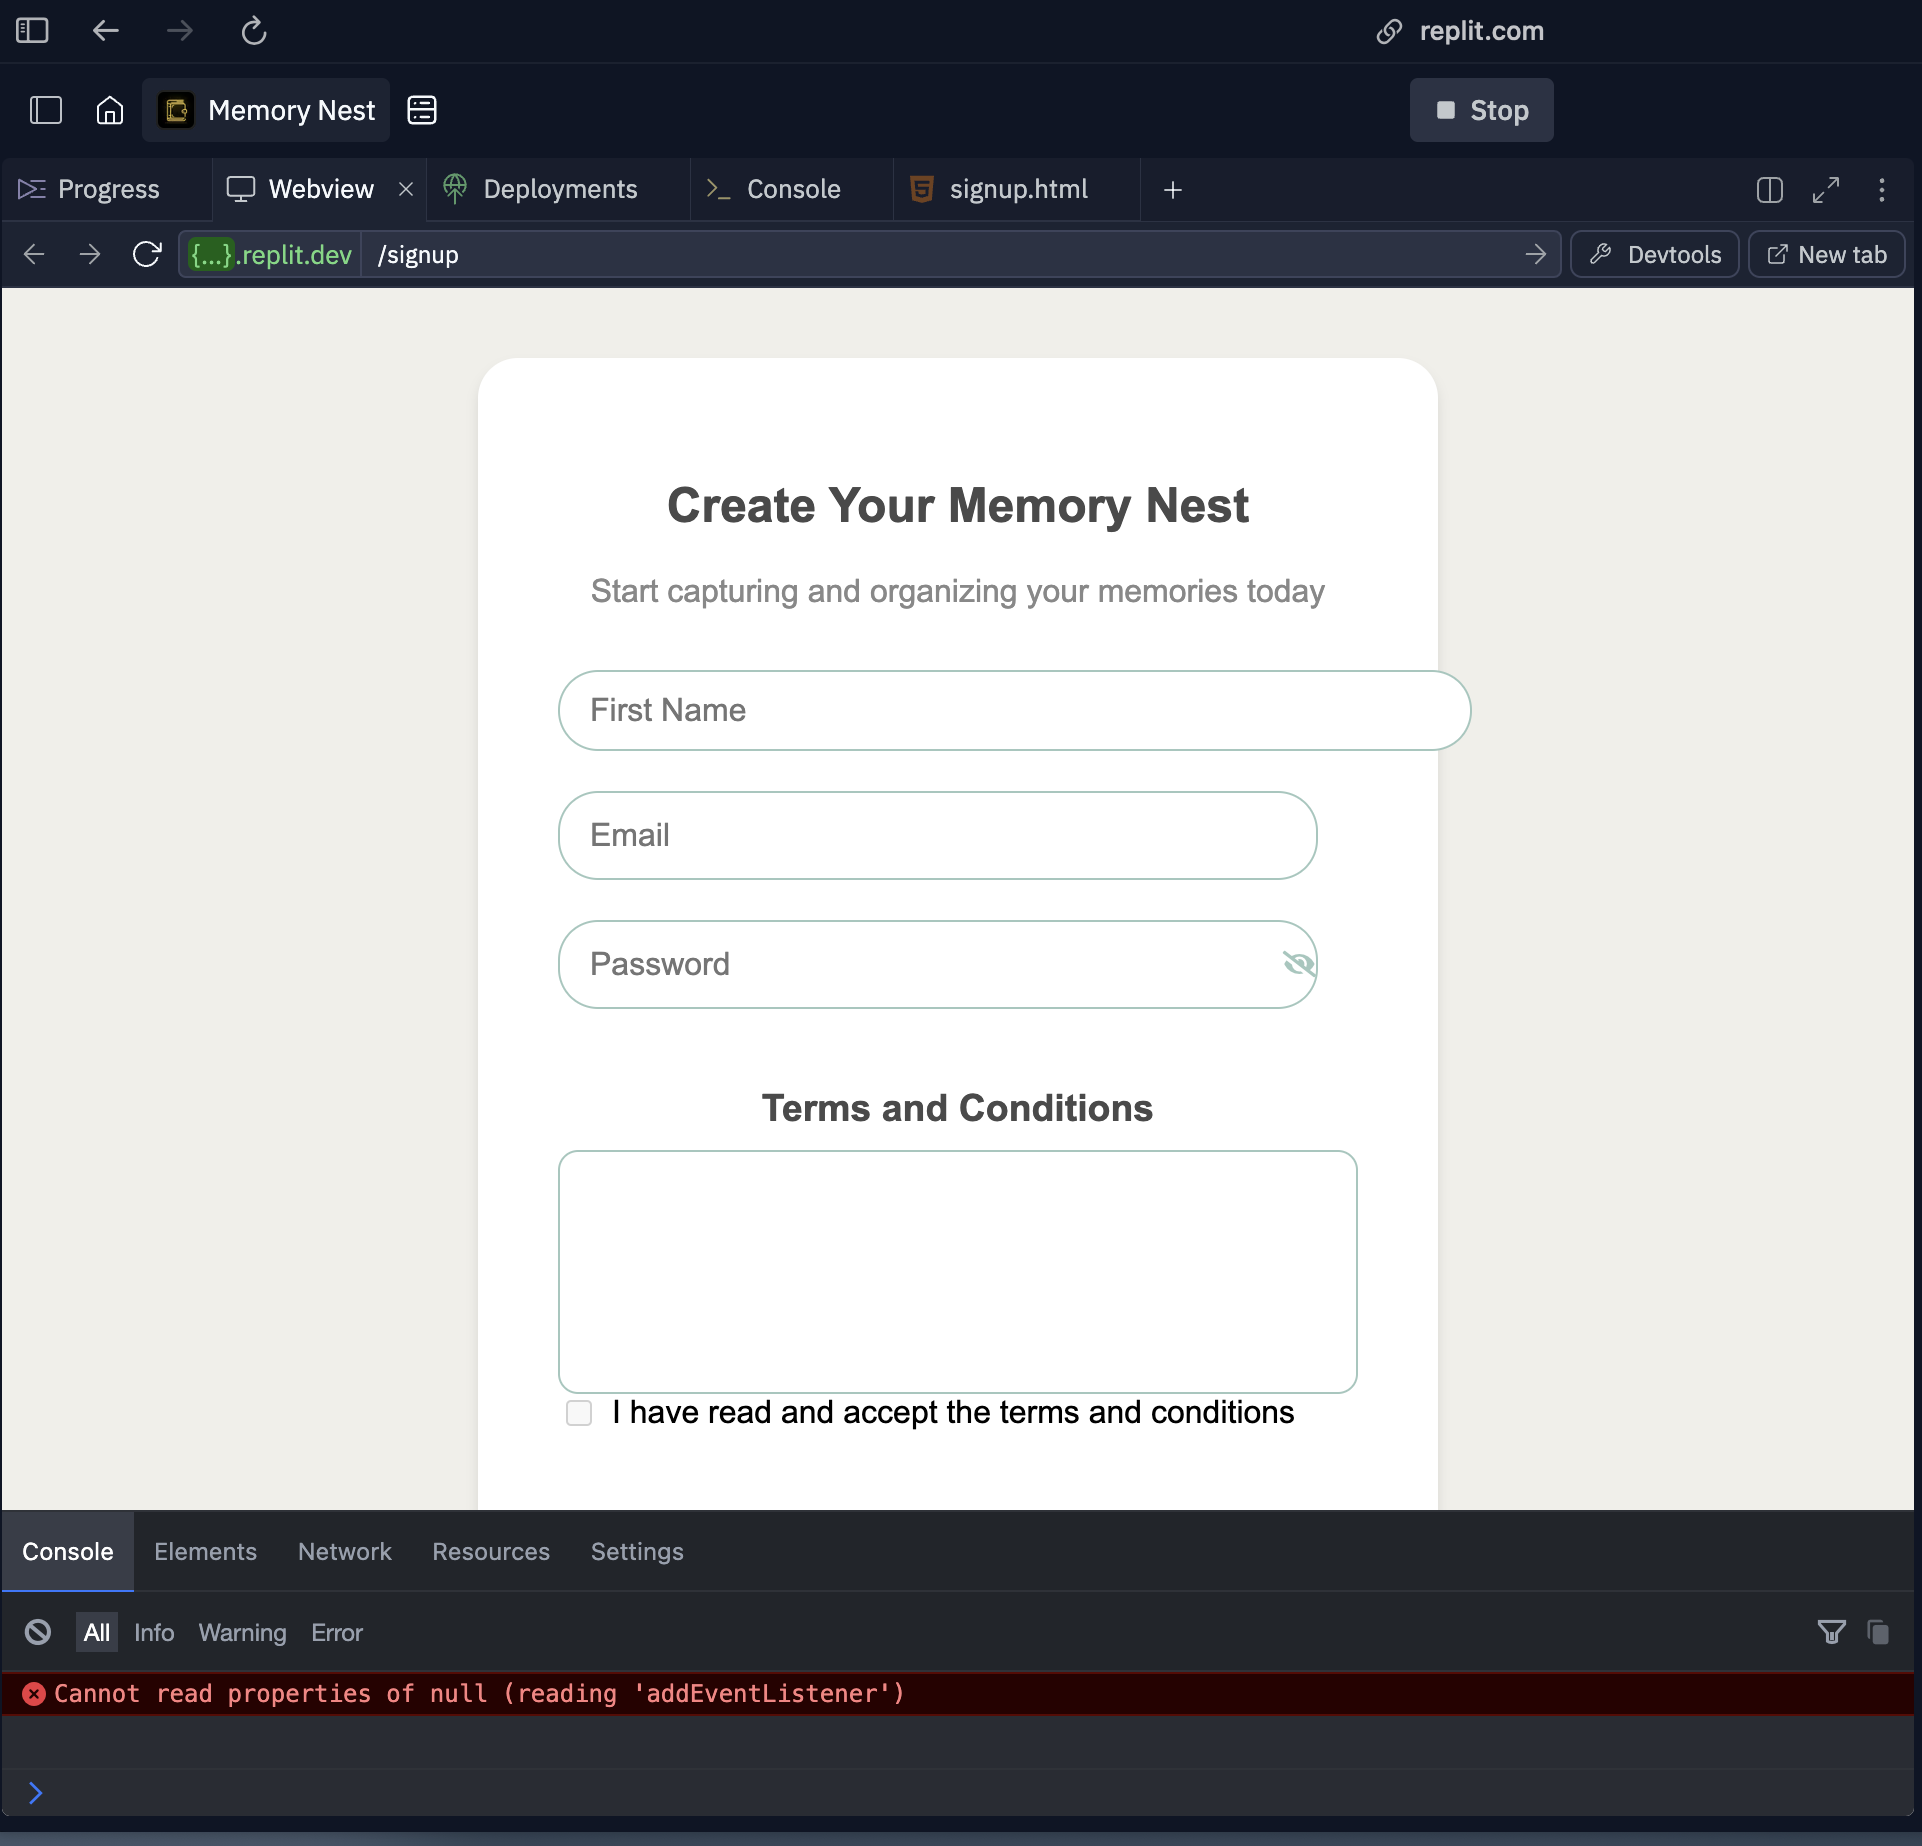 replit.com
Memory Nest
Stop
Progress
Webview
Deployments
Console
signup.html
{...}.replit.dev
/signup
Devtools
New tab
Create Your Memory Nest
Start capturing and organizing your memories today
First Name
Email
Password
Terms and Conditions
I have read and accept the terms and conditions
Console Elements Network Resources Settings
All Info Warning Error
Cannot read properties of null (reading 'addEventListener')